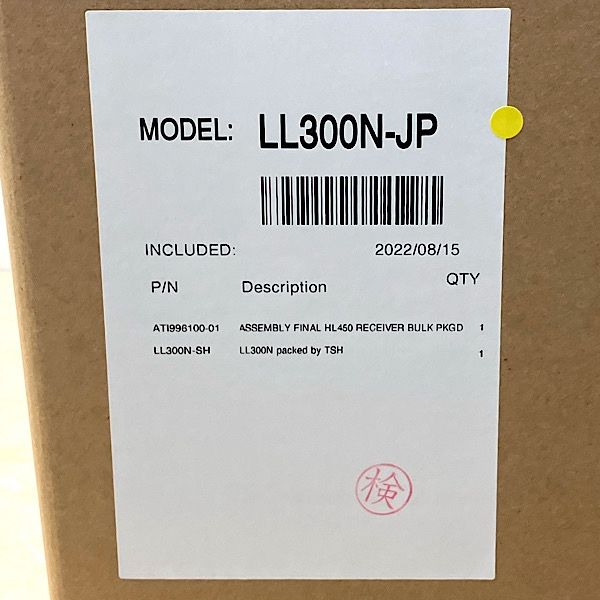 MODEL: LL300N-JP
INCLUDED: 2022/08/15
P/N Description QTY
ATI996100-01 ASSEMBLY FINAL HL450 RECEIVER BULK PKGD 1
LL300N-SH LL300N packed by TSH 1
検